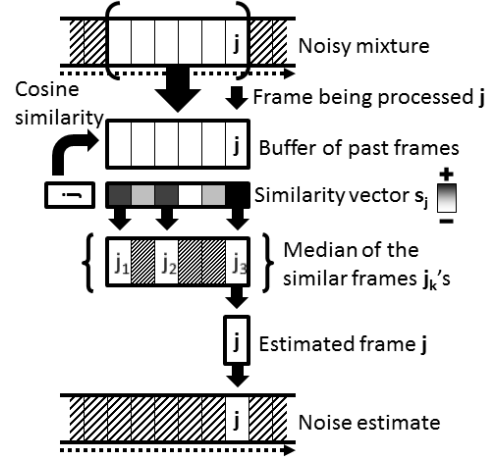 j
Noisy mixture
Cosine
similarity
Frame being processed j
j
Buffer of past frames
j
Similarity vector sj
+
−
j1 j2 j3
Median of the
similar frames jk's
j
Estimated frame j
j
Noise estimate